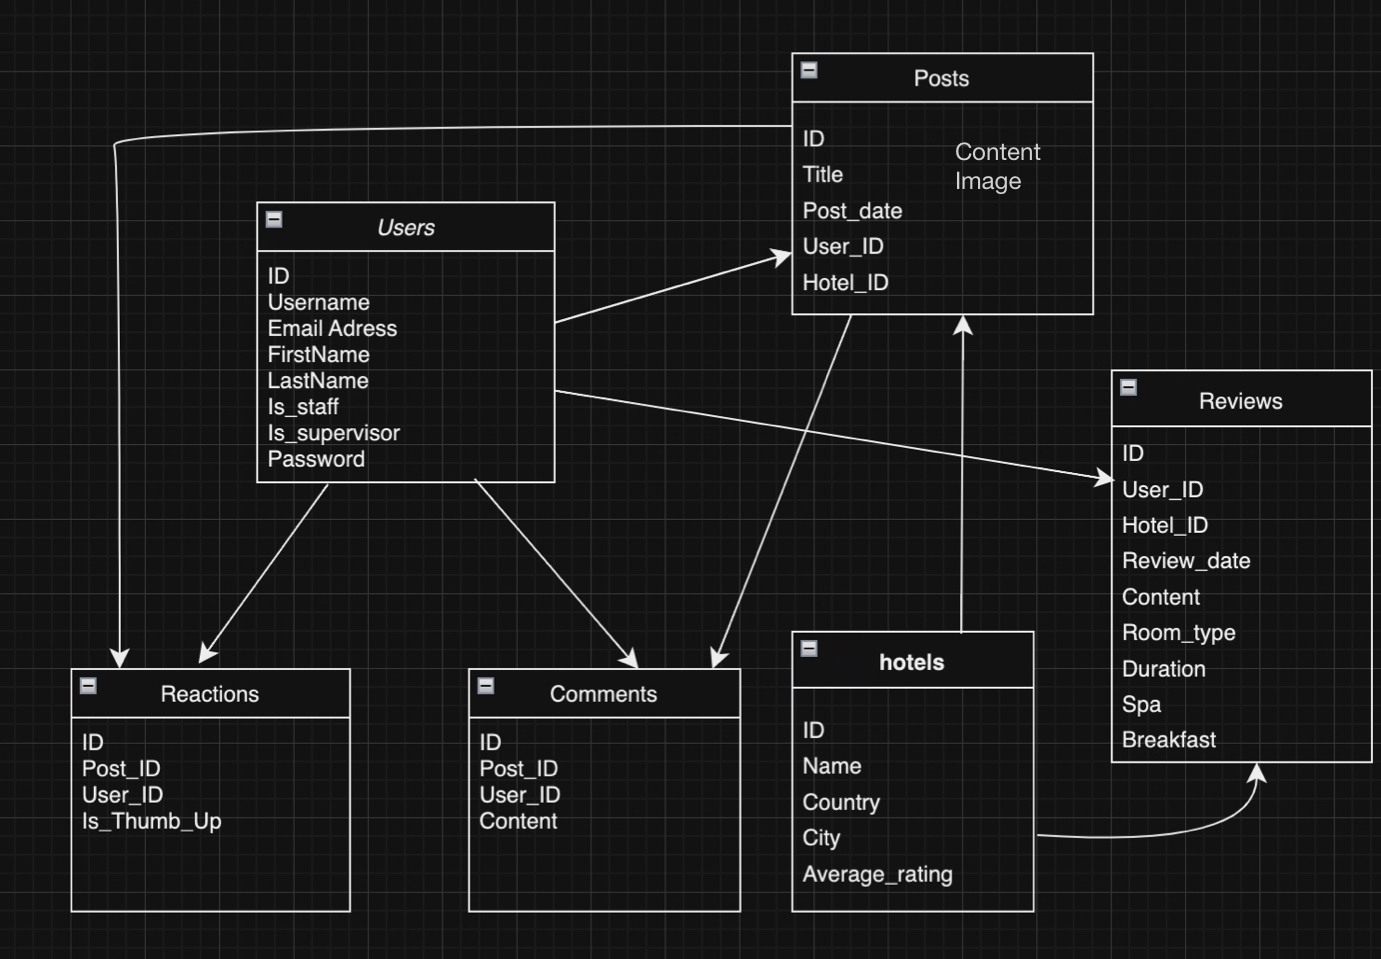 Posts
ID
Title
Post_date
User_ID
Hotel_ID
Content
Image
Users
ID
Username
Email Adress
FirstName
LastName
Is_staff
Is_supervisor
Password
Reviews
ID
User_ID
Hotel_ID
Review_date
Content
Room_type
Duration
Spa
Breakfast
Reactions
ID
Post_ID
User_ID
Is_Thumb_Up
Comments
ID
Post_ID
User_ID
Content
hotels
ID
Name
Country
City
Average_rating